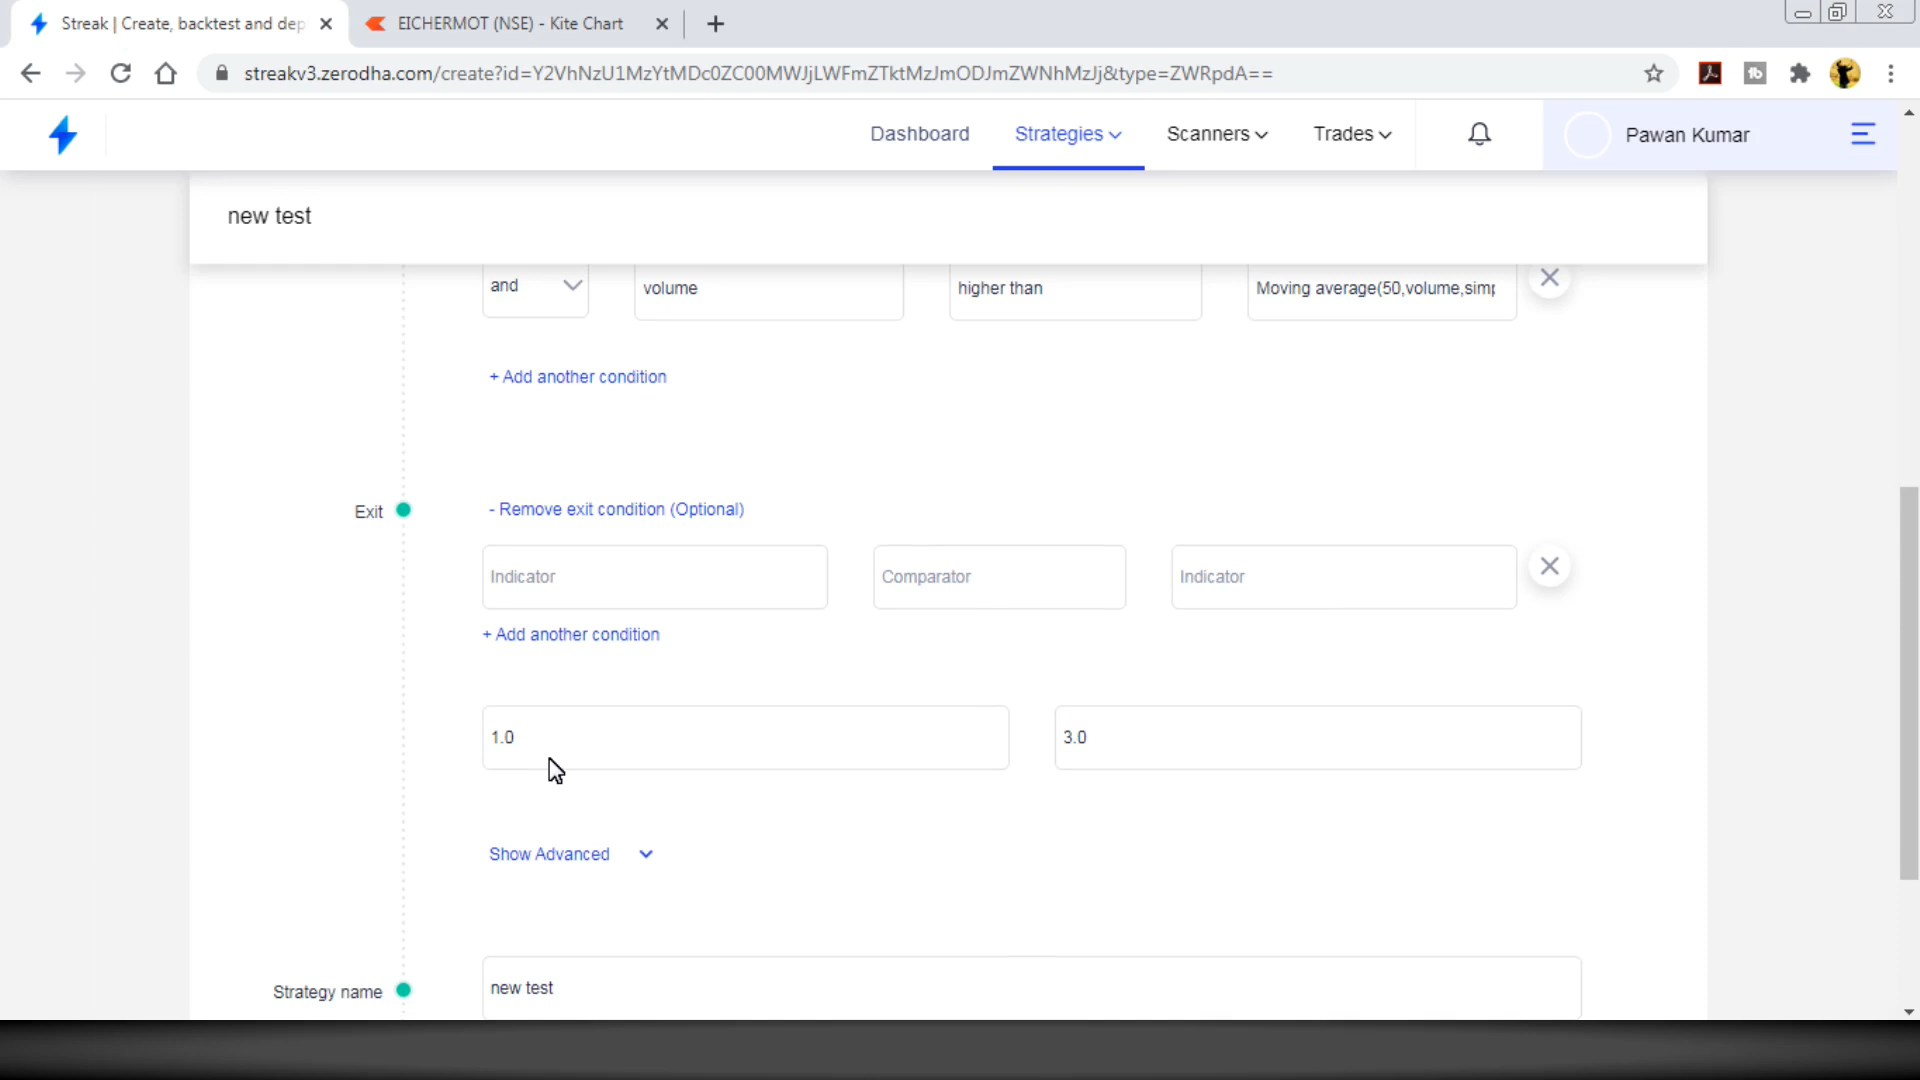 Streak | Create, backtest and dep
EICHERMOT (NSE) - Kite Chart
streakv3.zerodha.com/create?id=Y2VhNzU1MzYtMDc0ZC00MWJjLWFmZTktMzJmODJmZWNhMzJj&type=ZWRpdA==
Dashboard
Strategies
Scanners
Trades
Pawan Kumar
new test
and
volume
higher than
Moving average(50,volume,simp
+ Add another condition
Exit
- Remove exit condition (Optional)
Indicator
Comparator
Indicator
+ Add another condition
1.0
3.0
Show Advanced
Strategy name
new test